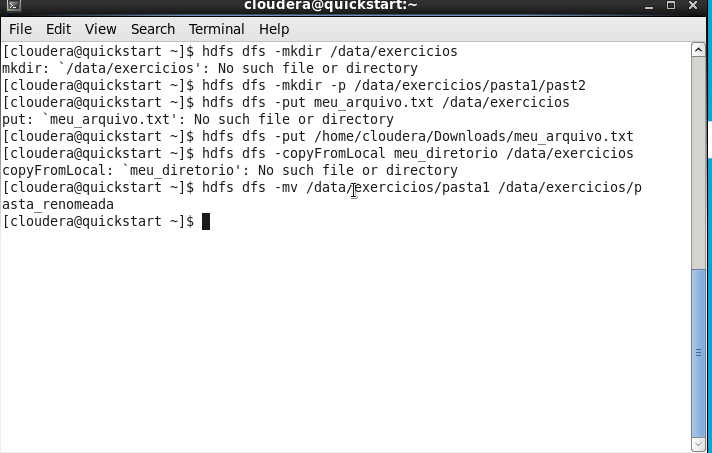 cloudera@quickstart:~
File Edit View Search Terminal Help
[cloudera@quickstart ~]$ hdfs dfs -mkdir /data/exercicios
mkdir: `/data/exercicios': No such file or directory
[cloudera@quickstart ~]$ hdfs dfs -mkdir -p /data/exercicios/pasta1/past2
[cloudera@quickstart ~]$ hdfs dfs -put meu_arquivo.txt /data/exercicios
put: `meu_arquivo.txt': No such file or directory
[cloudera@quickstart ~]$ hdfs dfs -put /home/cloudera/Downloads/meu_arquivo.txt
[cloudera@quickstart ~]$ hdfs dfs -copyFromLocal meu_diretorio /data/exercicios
copyFromLocal: `meu_diretorio': No such file or directory
[cloudera@quickstart ~]$ hdfs dfs -mv /data/exercicios/pasta1 /data/exercicios/p
asta_renomeada
[cloudera@quickstart ~]$